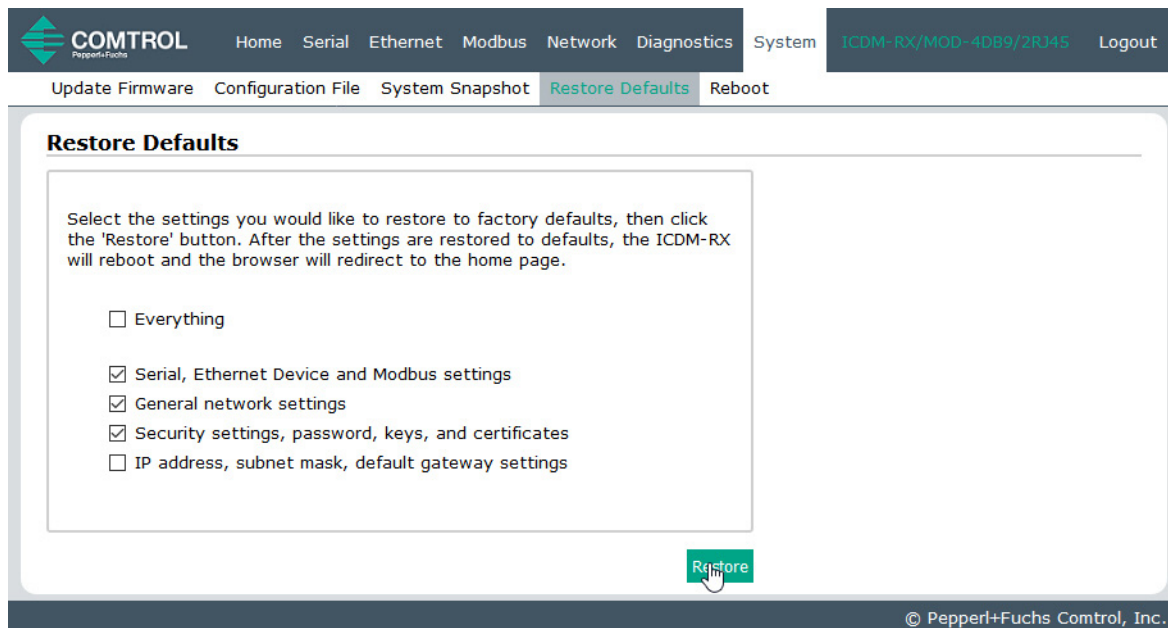 COMTROL
Pepperl+Fuchs
Home Serial Ethernet Modbus Network Diagnostics System ICDM-RX/MOD-4DB9/2RJ45 Logout
Update Firmware Configuration File System Snapshot Restore Defaults Reboot
Restore Defaults
Select the settings you would like to restore to factory defaults, then click
the 'Restore' button. After the settings are restored to defaults, the ICDM-RX
will reboot and the browser will redirect to the home page.
Everything
Serial, Ethernet Device and Modbus settings
General network settings
Security settings, password, keys, and certificates
IP address, subnet mask, default gateway settings
Restore
© Pepperl+Fuchs Comtrol, Inc.